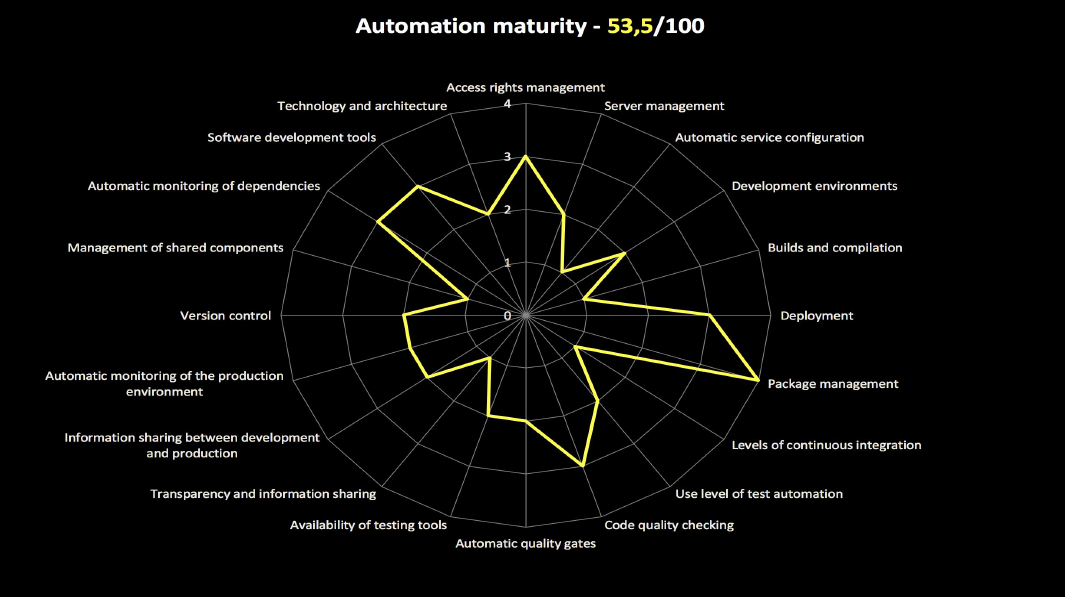 Automation maturity - 53,5/100
Access rights management
Technology and architecture
4
Server management
Software development tools
Automatic service configuration
3
Automatic monitoring of dependencies
Development environments
2
Management of shared components
Builds and compilation
1
Version control
0
Deployment
Automatic monitoring of the production
environment
Package management
Information sharing between development
and production
Levels of continuous integration
Transparency and information sharing
Use level of test automation
Availability of testing tools
Code quality checking
Automatic quality gates